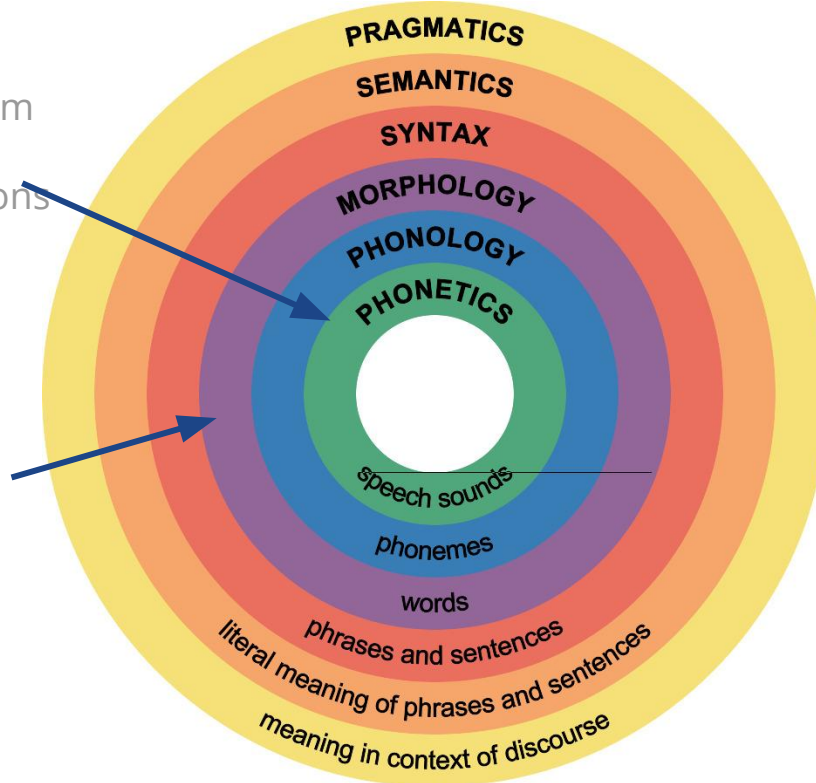 PRAGMATICS
SEMANTICS
SYNTAX
MORPHOLOGY
PHONOLOGY
PHONETICS
speech sounds
phonemes
words
phrases and sentences
literal meaning of phrases and sentences
meaning in context of discourse